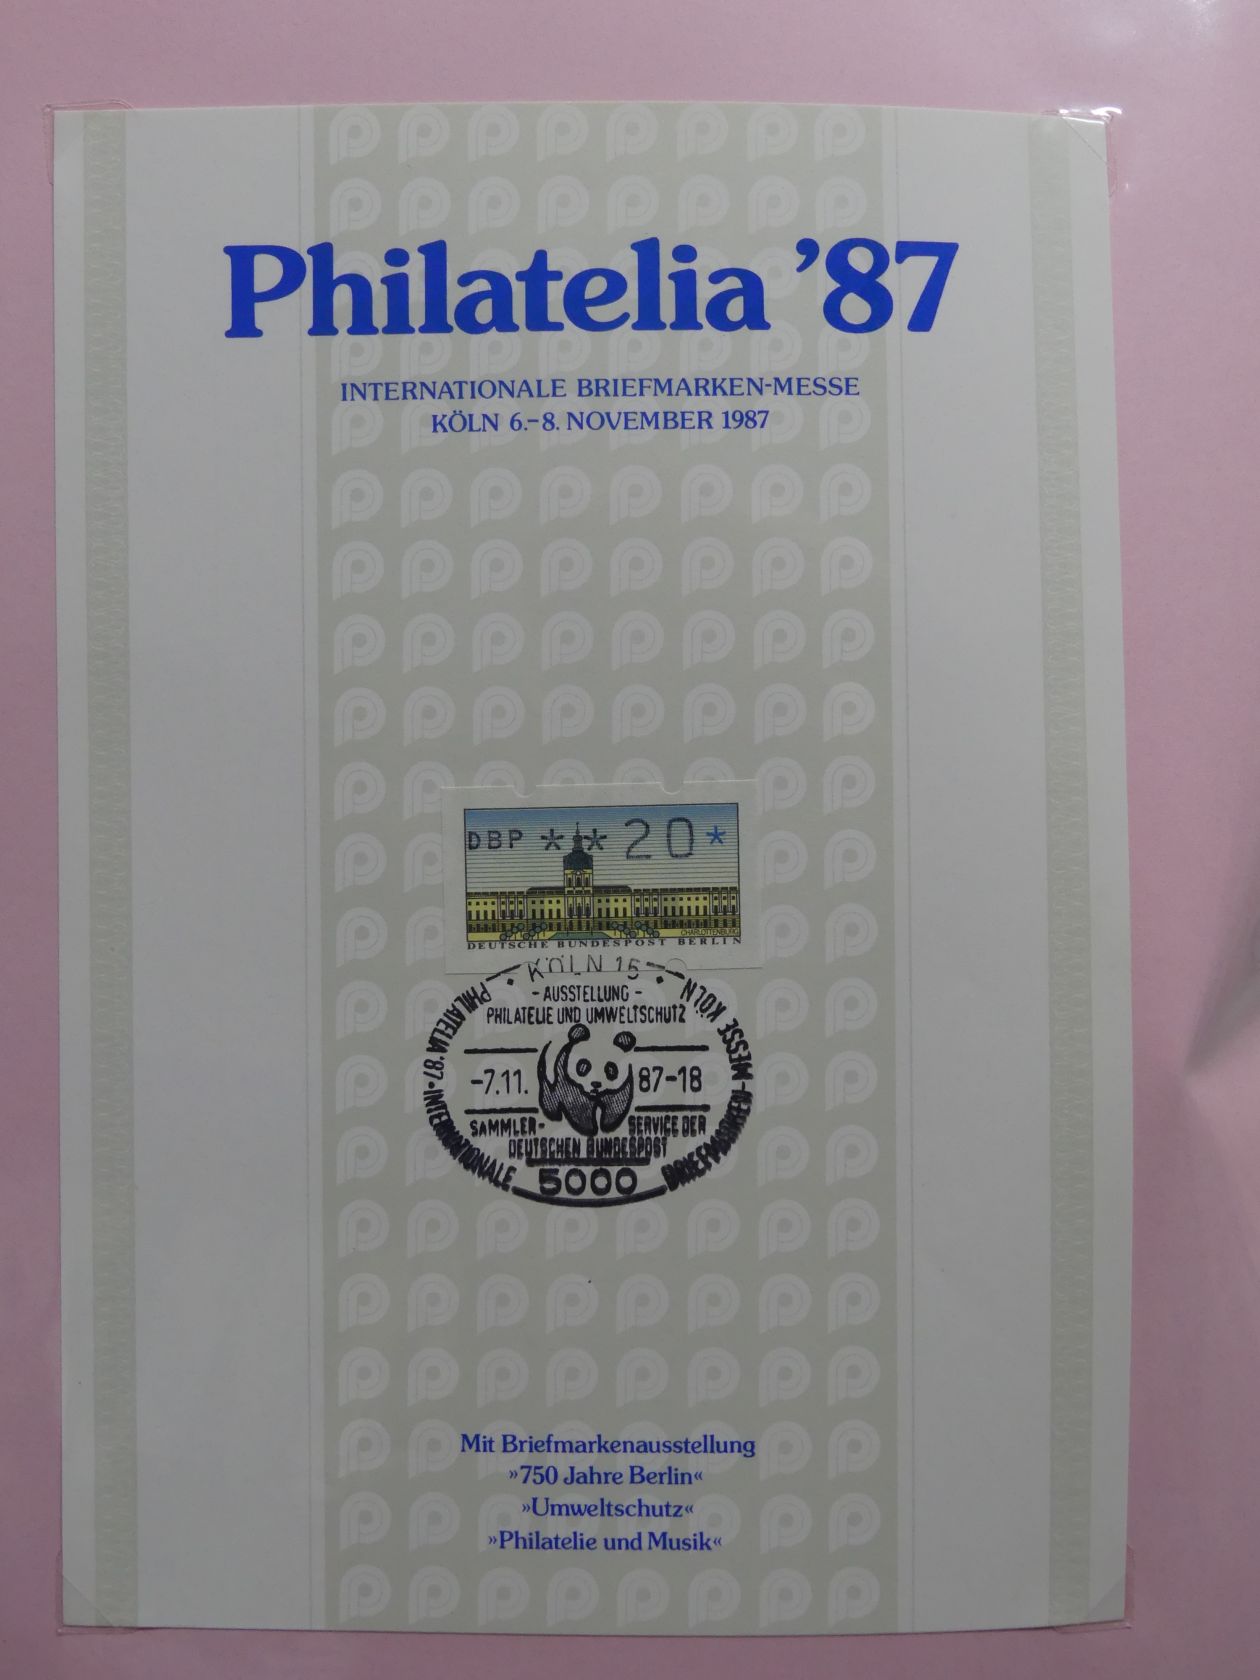 Philatelia '87
INTERNATIONALE BRIEFMARKEN-MESSE
KÖLN 6.-8. NOVEMBER 1987
DBP ** 20*
CHARLOTTENBURG
DEUTSCHE BUNDESPOST BERLIN
KÖLN 15
PHILATELIA '87 • INTERNATIONALE BRIEFMARKEN-MESSE KÖLN
- AUSSTELLUNG -
PHILATELIE UND UMWELTSCHUTZ
-7.11. 87-18
SAMMLER- SERVICE DER
DEUTSCHEN BUNDESPOST
5000
Mit Briefmarkenausstellung
»750 Jahre Berlin«
»Umweltschutz«
»Philatelie und Musik«